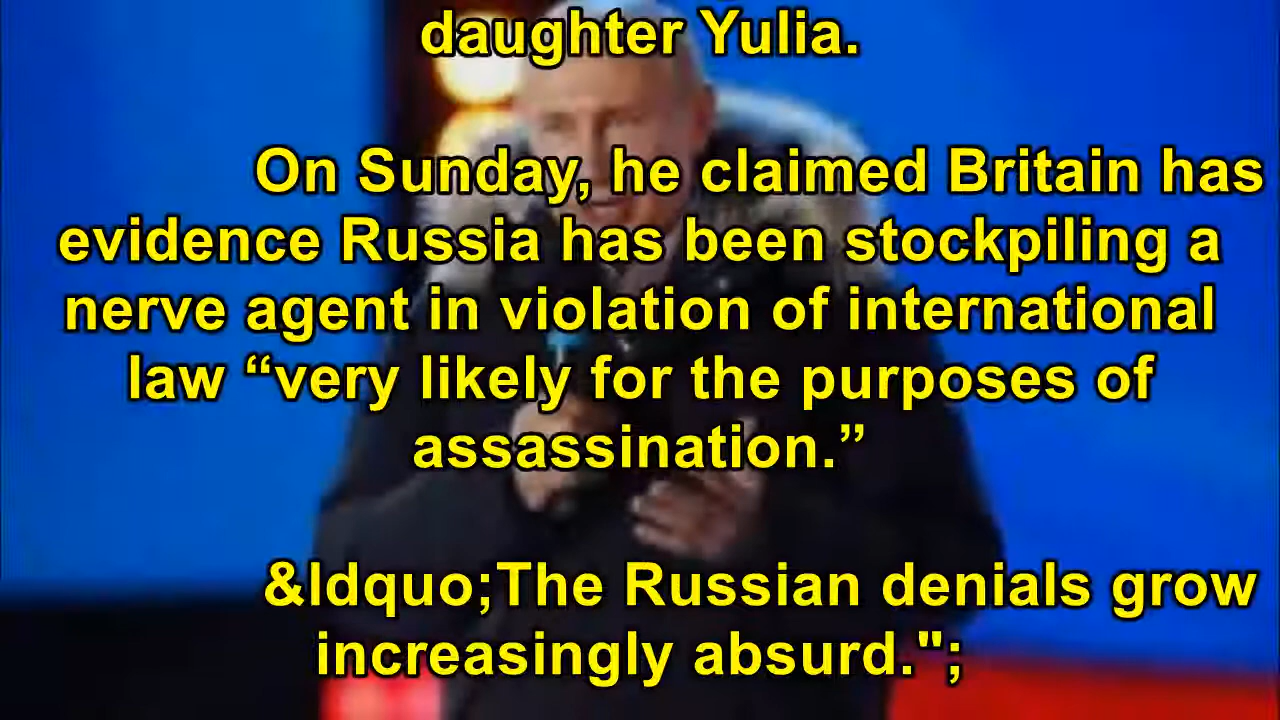 daughter Yulia.
On Sunday, he claimed Britain has
evidence Russia has been stockpiling a
nerve agent in violation of international
law “very likely for the purposes of
assassination.”
&ldquo;The Russian denials grow
increasingly absurd.";